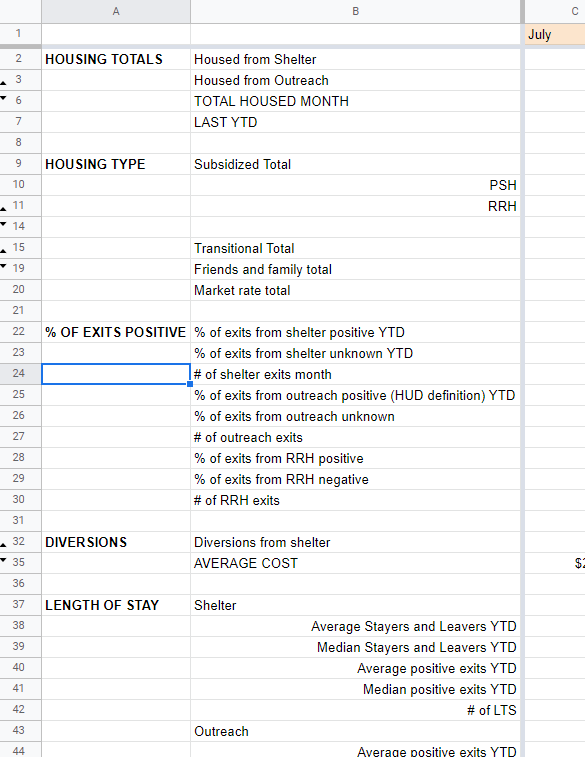 A B C
1 July
2 HOUSING TOTALS Housed from Shelter
3 Housed from Outreach
6 TOTAL HOUSED MONTH
7 LAST YTD
8
9 HOUSING TYPE Subsidized Total
10 PSH
11 RRH
14
15 Transitional Total
19 Friends and family total
20 Market rate total
21
22 % OF EXITS POSITIVE % of exits from shelter positive YTD
23 % of exits from shelter unknown YTD
24 # of shelter exits month
25 % of exits from outreach positive (HUD definition) YTD
26 % of exits from outreach unknown
27 # of outreach exits
28 % of exits from RRH positive
29 % of exits from RRH negative
30 # of RRH exits
31
32 DIVERSIONS Diversions from shelter
35 AVERAGE COST $
36
37 LENGTH OF STAY Shelter
38 Average Stayers and Leavers YTD
39 Median Stayers and Leavers YTD
40 Average positive exits YTD
41 Median positive exits YTD
42 # of LTS
43 Outreach
44 Average positive exits YTD